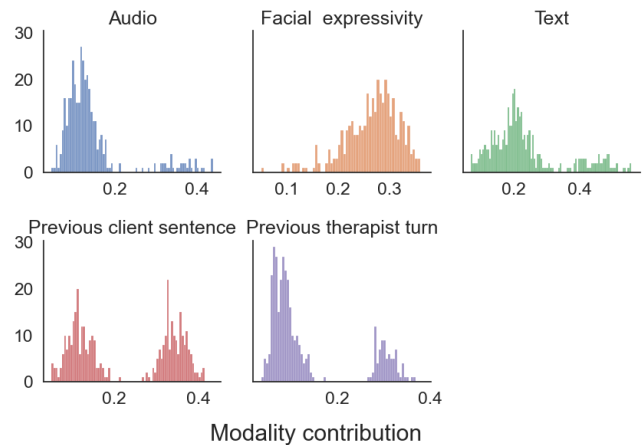 Audio
Facial  expressivity
Text
30
20
10
0
0.2 0.4
0.1 0.2 0.3
0.2 0.4
Previous client sentence
Previous therapist turn
30
20
10
0
0.2 0.4
0.2 0.4
Modality contribution